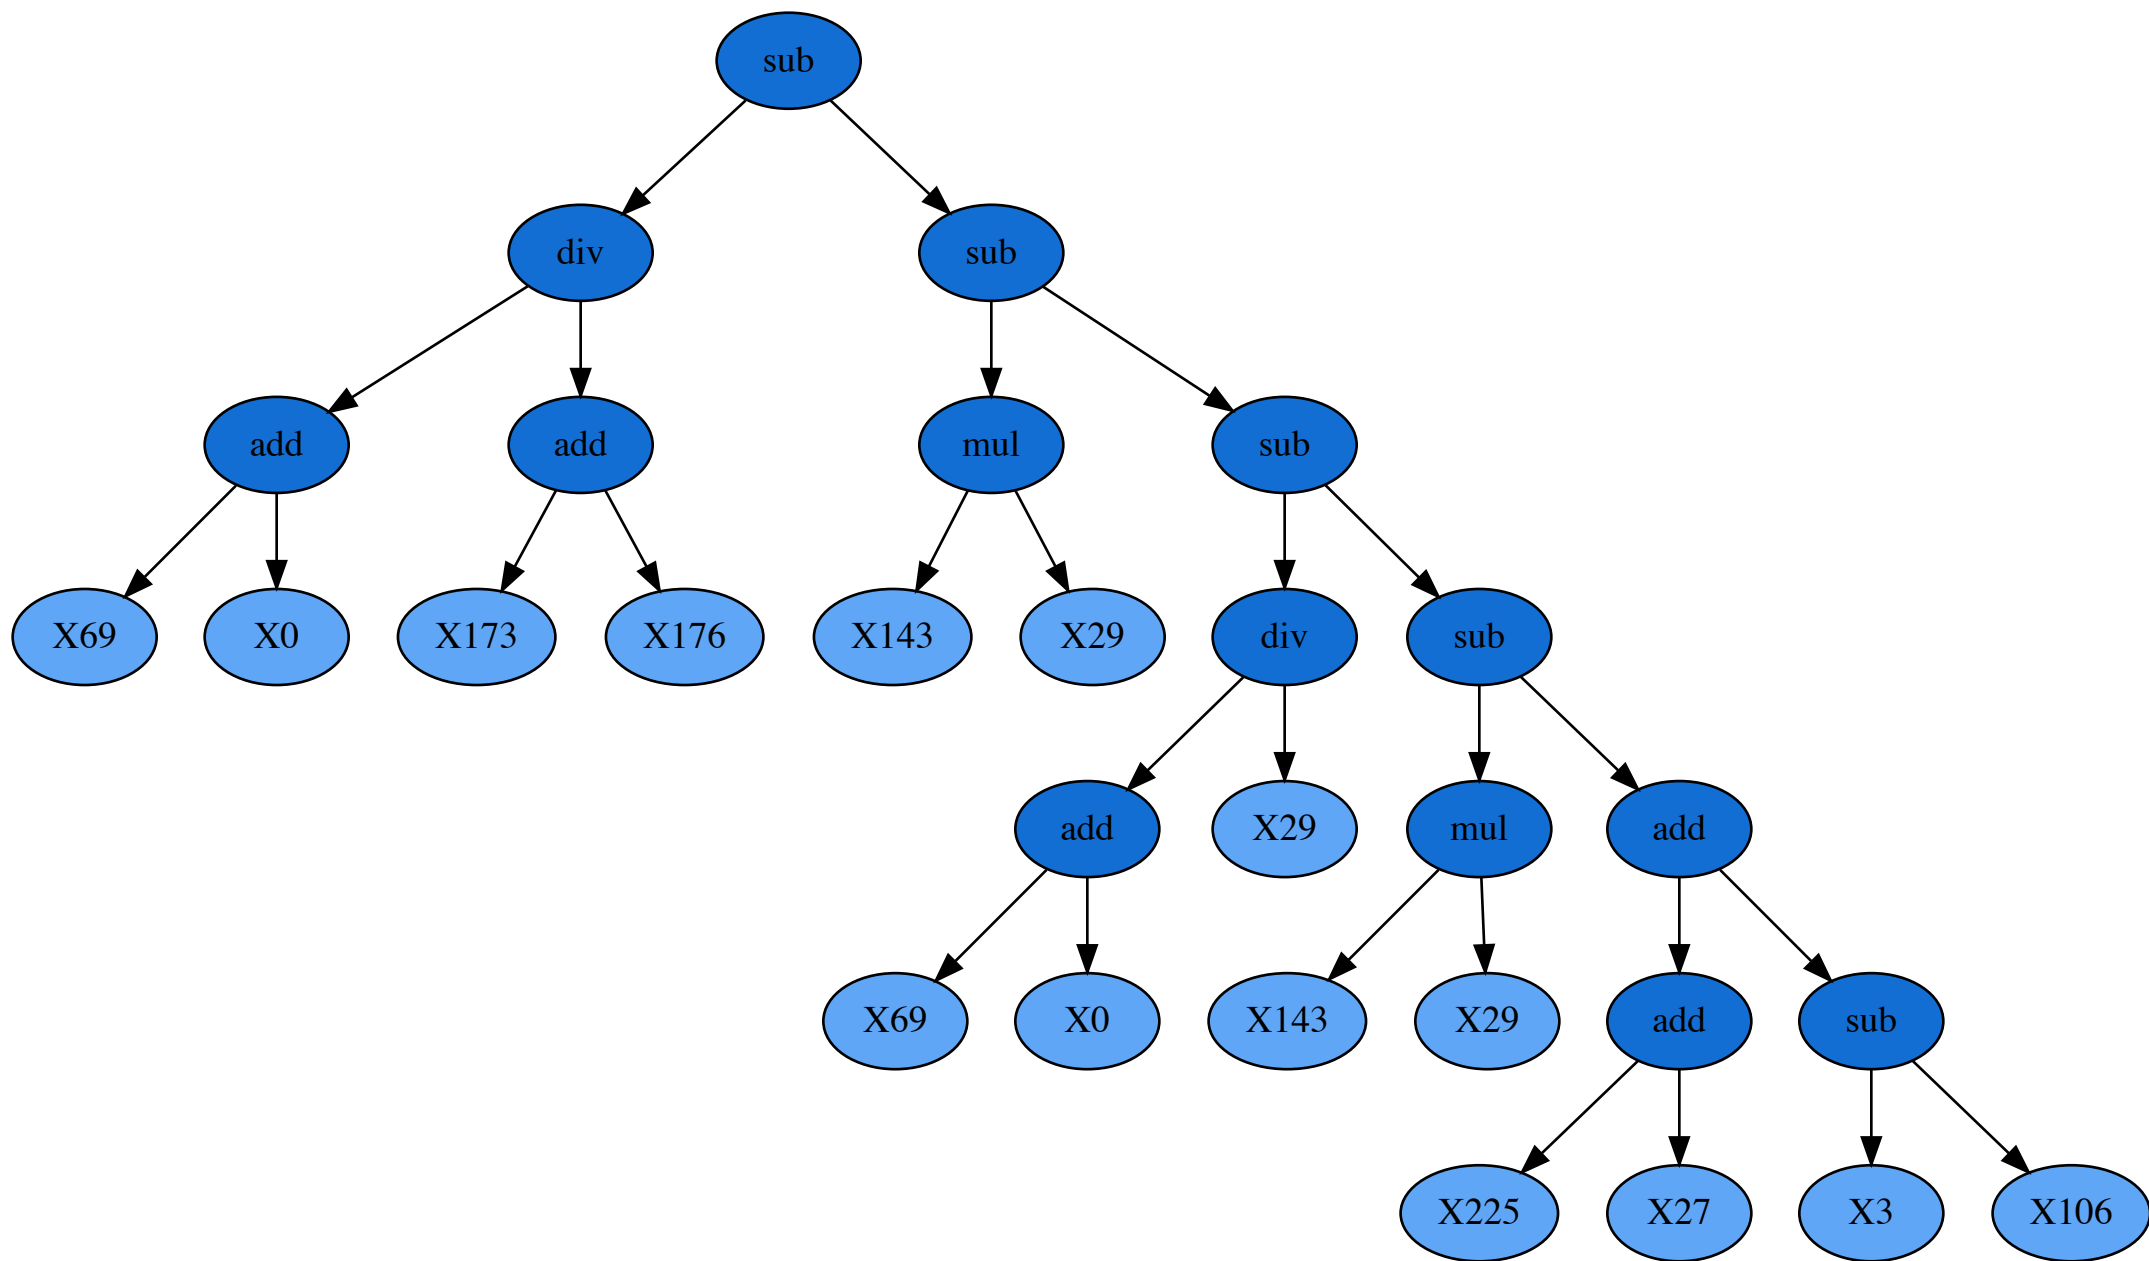 sub
div sub
add add mul sub
X69 X0 X173 X176 X143 X29 div sub
add X29 mul add
X69 X0 X143 X29 add sub
X225 X27 X3 X106